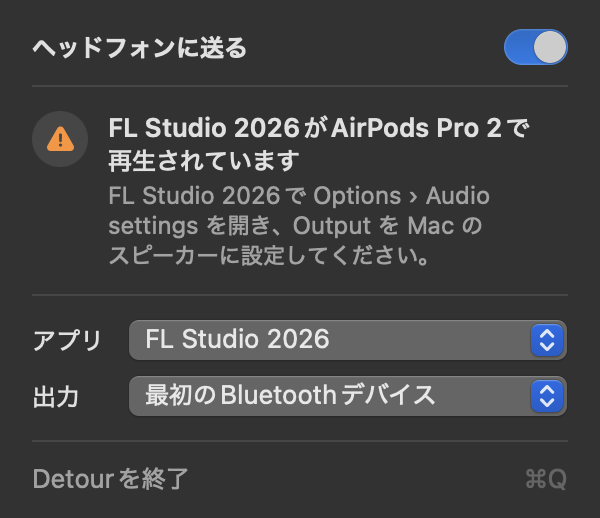 ヘッドフォンに送る
FL Studio 2026がAirPods Pro 2で
再生されています
FL Studio 2026で Options › Audio
settings を開き、Output を Mac の
スピーカーに設定してください。
アプリ
FL Studio 2026
出力
最初のBluetoothデバイス
Detourを終了 ⌘Q